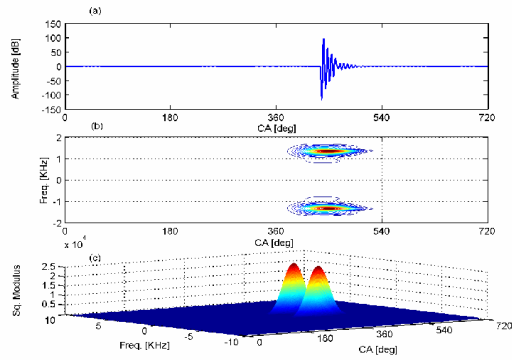 (a)
Amplitude [dB]
150
100
50
0
-50
-100
-150
0 180 360 540 720
CA [deg]
(b)
Freq. [KHz]
2
1
0
-1
-2
0 180 360 540 720
CA [deg]
(c)
x 10^4
Sq. Modulus
2.5
2
1.5
1
0.5
10 5 0 -5 -10
Freq. [KHz]
0 180 360 540 720
CA [deg]